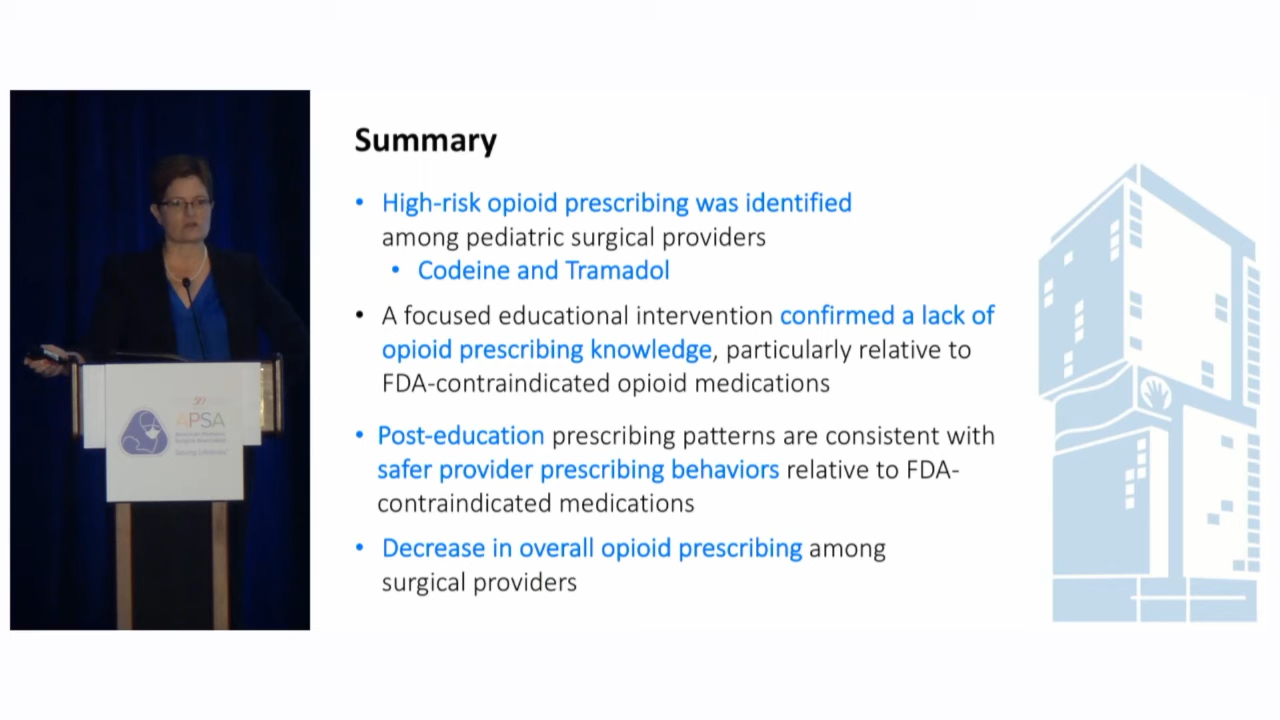 APSA
Summary
• High-risk opioid prescribing was identified
among pediatric surgical providers
• Codeine and Tramadol
• A focused educational intervention confirmed a lack of
opioid prescribing knowledge, particularly relative to
FDA-contraindicated opioid medications
• Post-education prescribing patterns are consistent with
safer provider prescribing behaviors relative to FDA-
contraindicated medications
• Decrease in overall opioid prescribing among
surgical providers